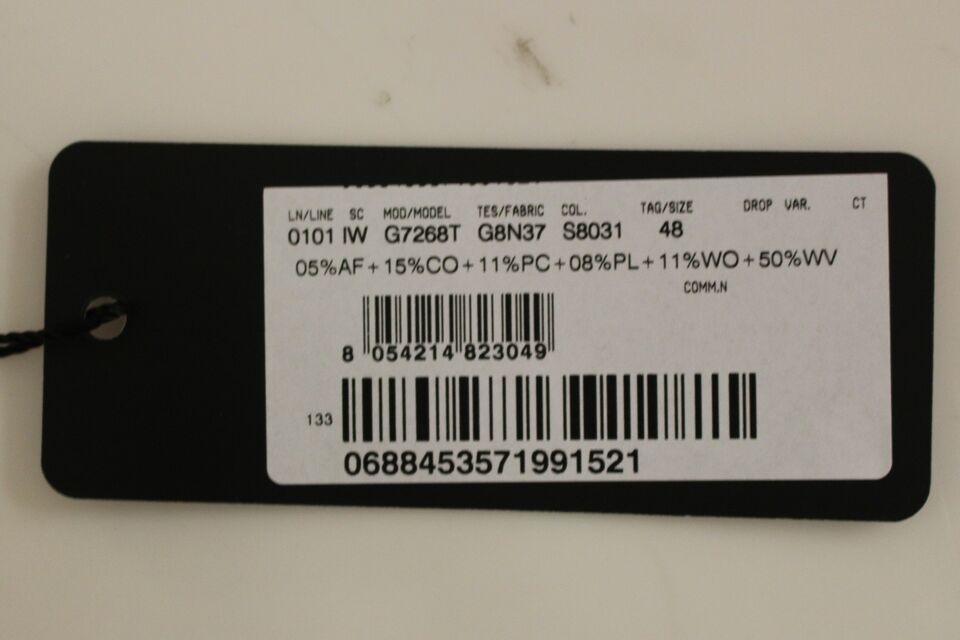 LN/LINE SC MOD/MODEL TES/FABRIC COL. TAG/SIZE DROP VAR. CT
0101 IW G7268T G8N37 S8031 48
05%AF+15%CO+11%PC+08%PL+11%WO+50%WV
COMM.N
8 054214 823049
133
0688453571991521